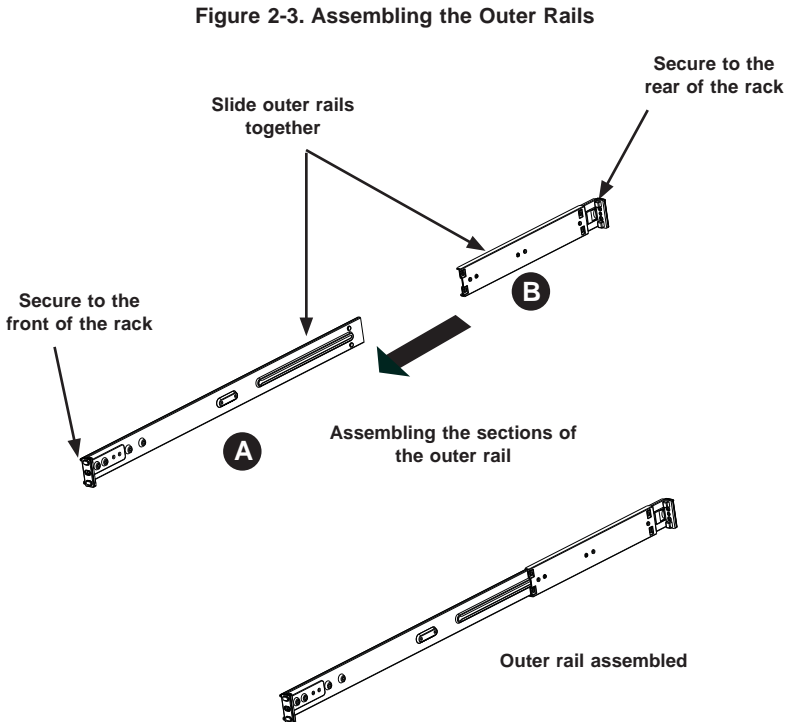 Figure 2-3. Assembling the Outer Rails
Secure to the
rear of the rack
Slide outer rails
together
B
Secure to the
front of the rack
A
Assembling the sections of
the outer rail
Outer rail assembled